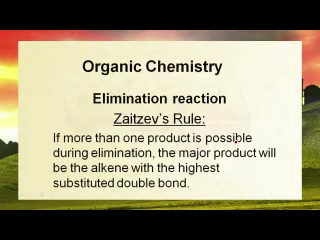 Organic Chemistry
Elimination reaction
Zaitzev's Rule:
If more than one product is possible
during elimination, the major product will
be the alkene with the highest
substituted double bond.